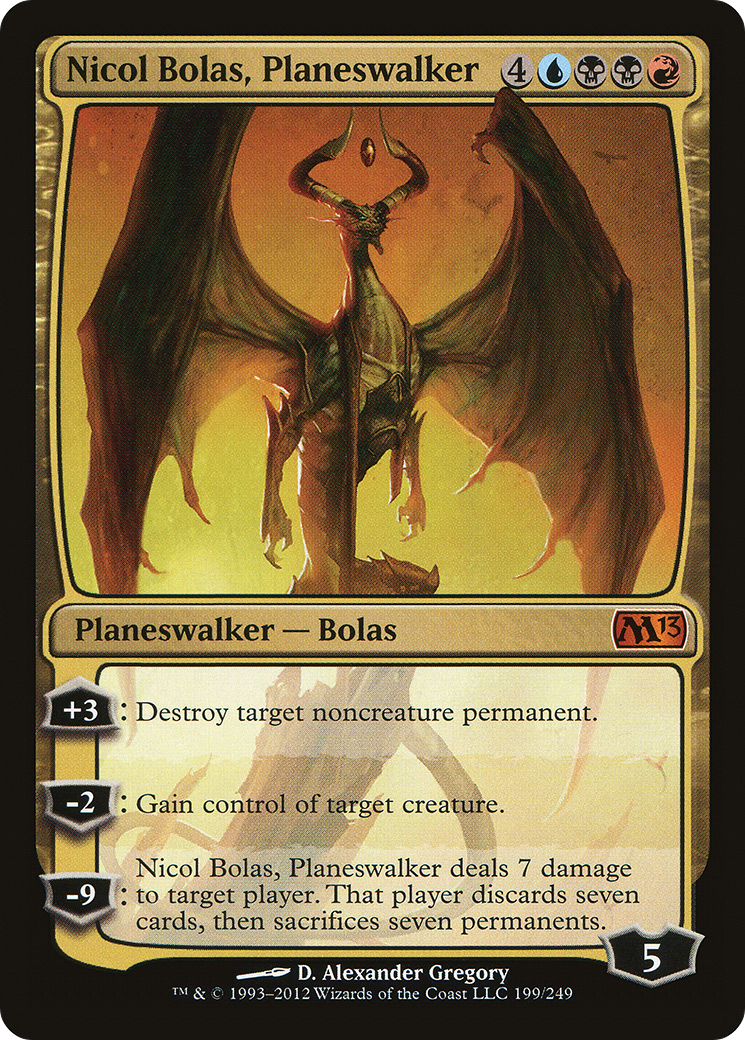 Nicol Bolas, Planeswalker 4
Planeswalker — Bolas M13
+3: Destroy target noncreature permanent.
-2: Gain control of target creature.
Nicol Bolas, Planeswalker deals 7 damage
-9: to target player. That player discards seven
cards, then sacrifices seven permanents.
5
D. Alexander Gregory
™ & © 1993–2012 Wizards of the Coast LLC 199/249